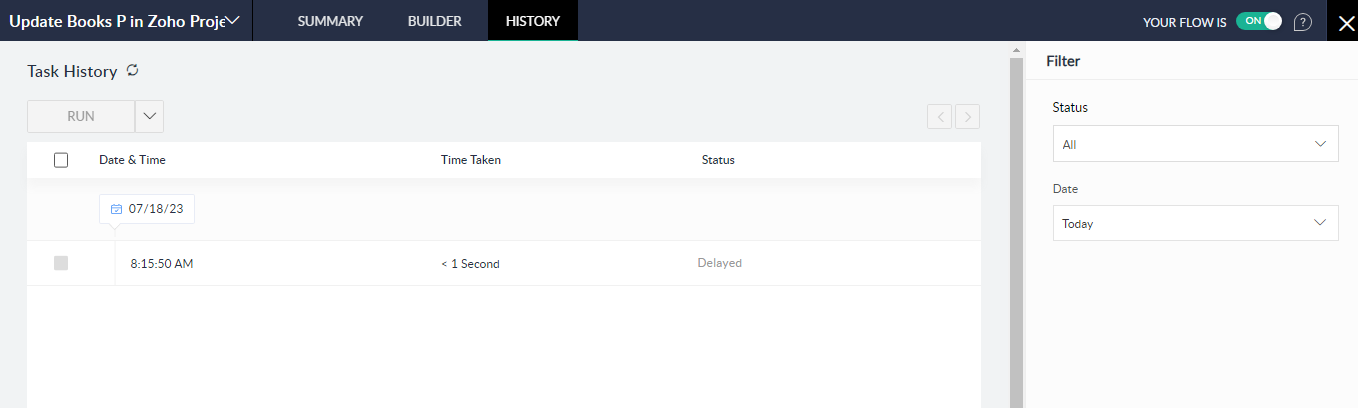 Update Books P in Zoho Proje
SUMMARY
BUILDER
HISTORY
YOUR FLOW IS
ON
?
Task History
Filter
RUN
Status
All
Date & Time
Time Taken
Status
Date
07/18/23
Today
8:15:50 AM
< 1 Second
Delayed